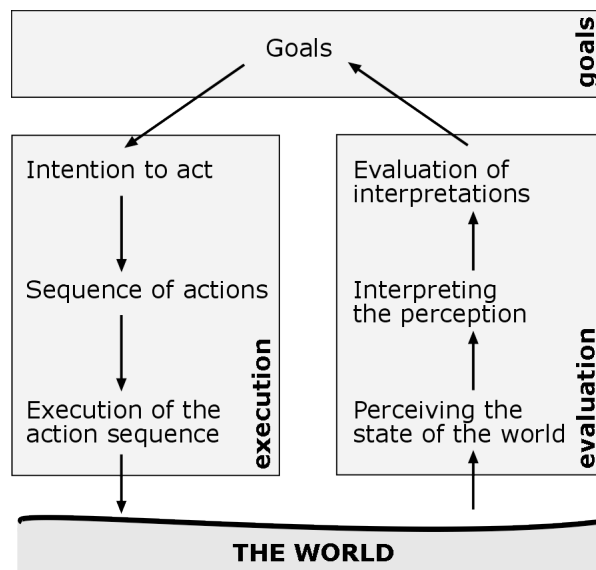 Goals
goals
Intention to act
Sequence of actions
Execution of the
action sequence
execution
Evaluation of
interpretations
Interpreting
the perception
Perceiving the
state of the world
evaluation
THE WORLD